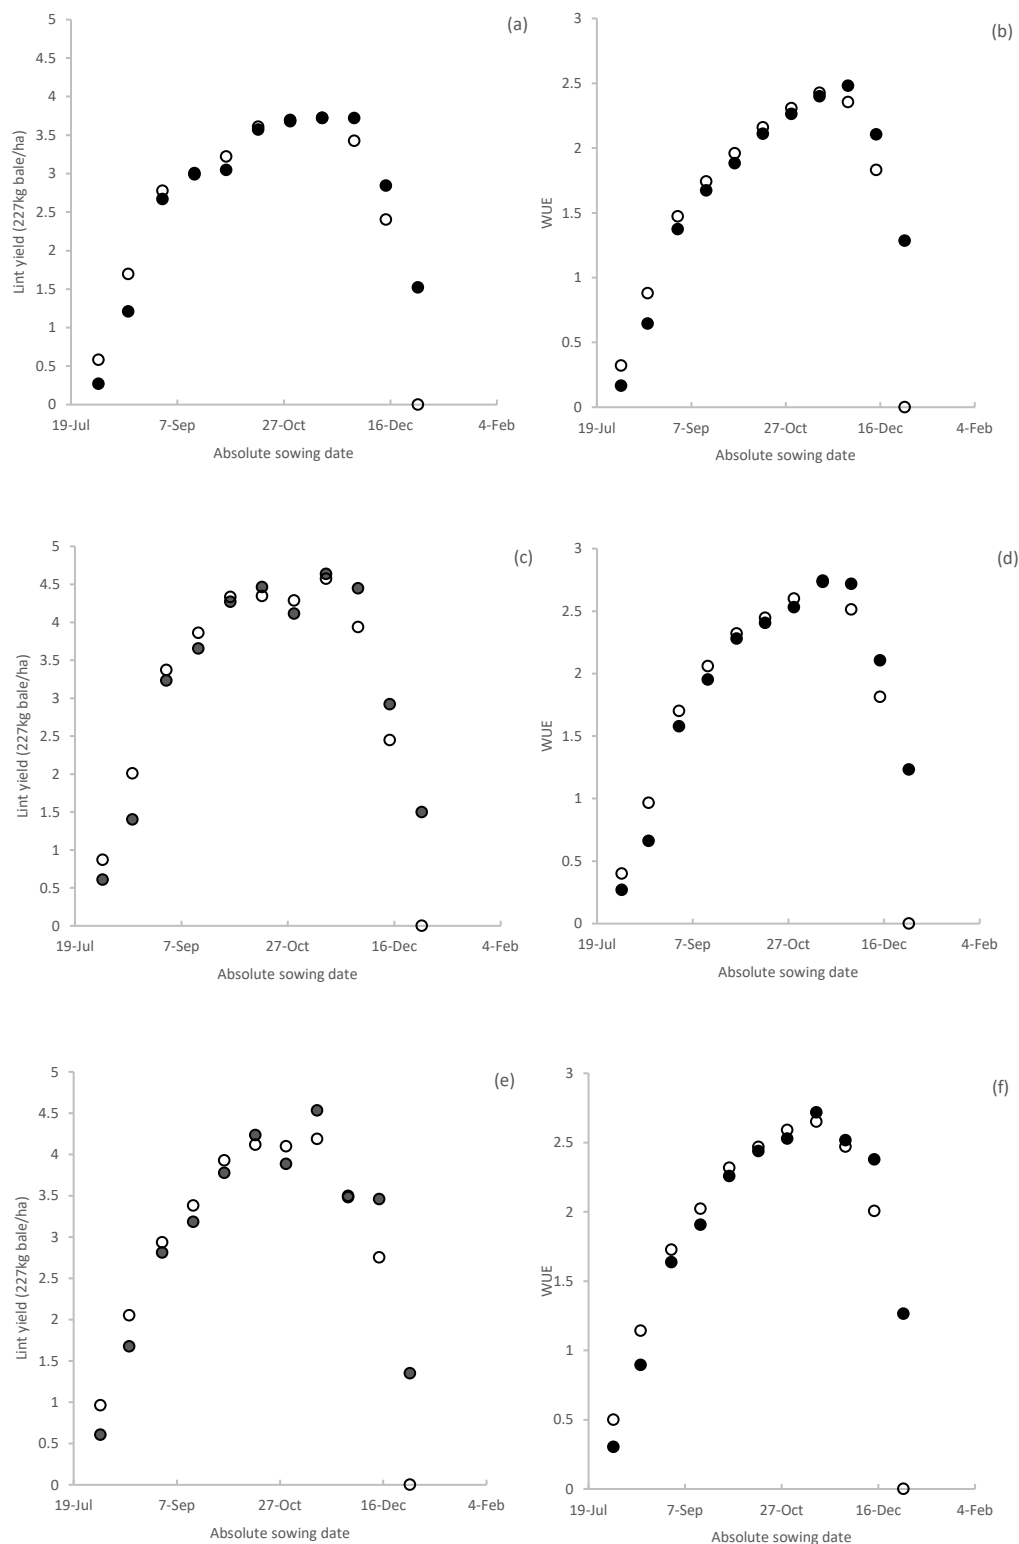 (a)
5
4.5
4
3.5
3
2.5
2
1.5
1
0.5
0
Lint yield (227kg bale/ha)
19-Jul 7-Sep 27-Oct 16-Dec 4-Feb
Absolute sowing date
(b)
3
2.5
2
1.5
1
0.5
0
WUE
19-Jul 7-Sep 27-Oct 16-Dec 4-Feb
Absolute sowing date
(c)
5
4.5
4
3.5
3
2.5
2
1.5
1
0.5
0
Lint yield (227kg bale/ha)
19-Jul 7-Sep 27-Oct 16-Dec 4-Feb
Absolute sowing date
(d)
3
2.5
2
1.5
1
0.5
0
WUE
19-Jul 7-Sep 27-Oct 16-Dec 4-Feb
Absolute sowing date
(e)
5
4.5
4
3.5
3
2.5
2
1.5
1
0.5
0
Lint yield (227kg bale/ha)
19-Jul 7-Sep 27-Oct 16-Dec 4-Feb
Absolute sowing date
(f)
3
2.5
2
1.5
1
0.5
0
WUE
19-Jul 7-Sep 27-Oct 16-Dec 4-Feb
Absolute sowing date